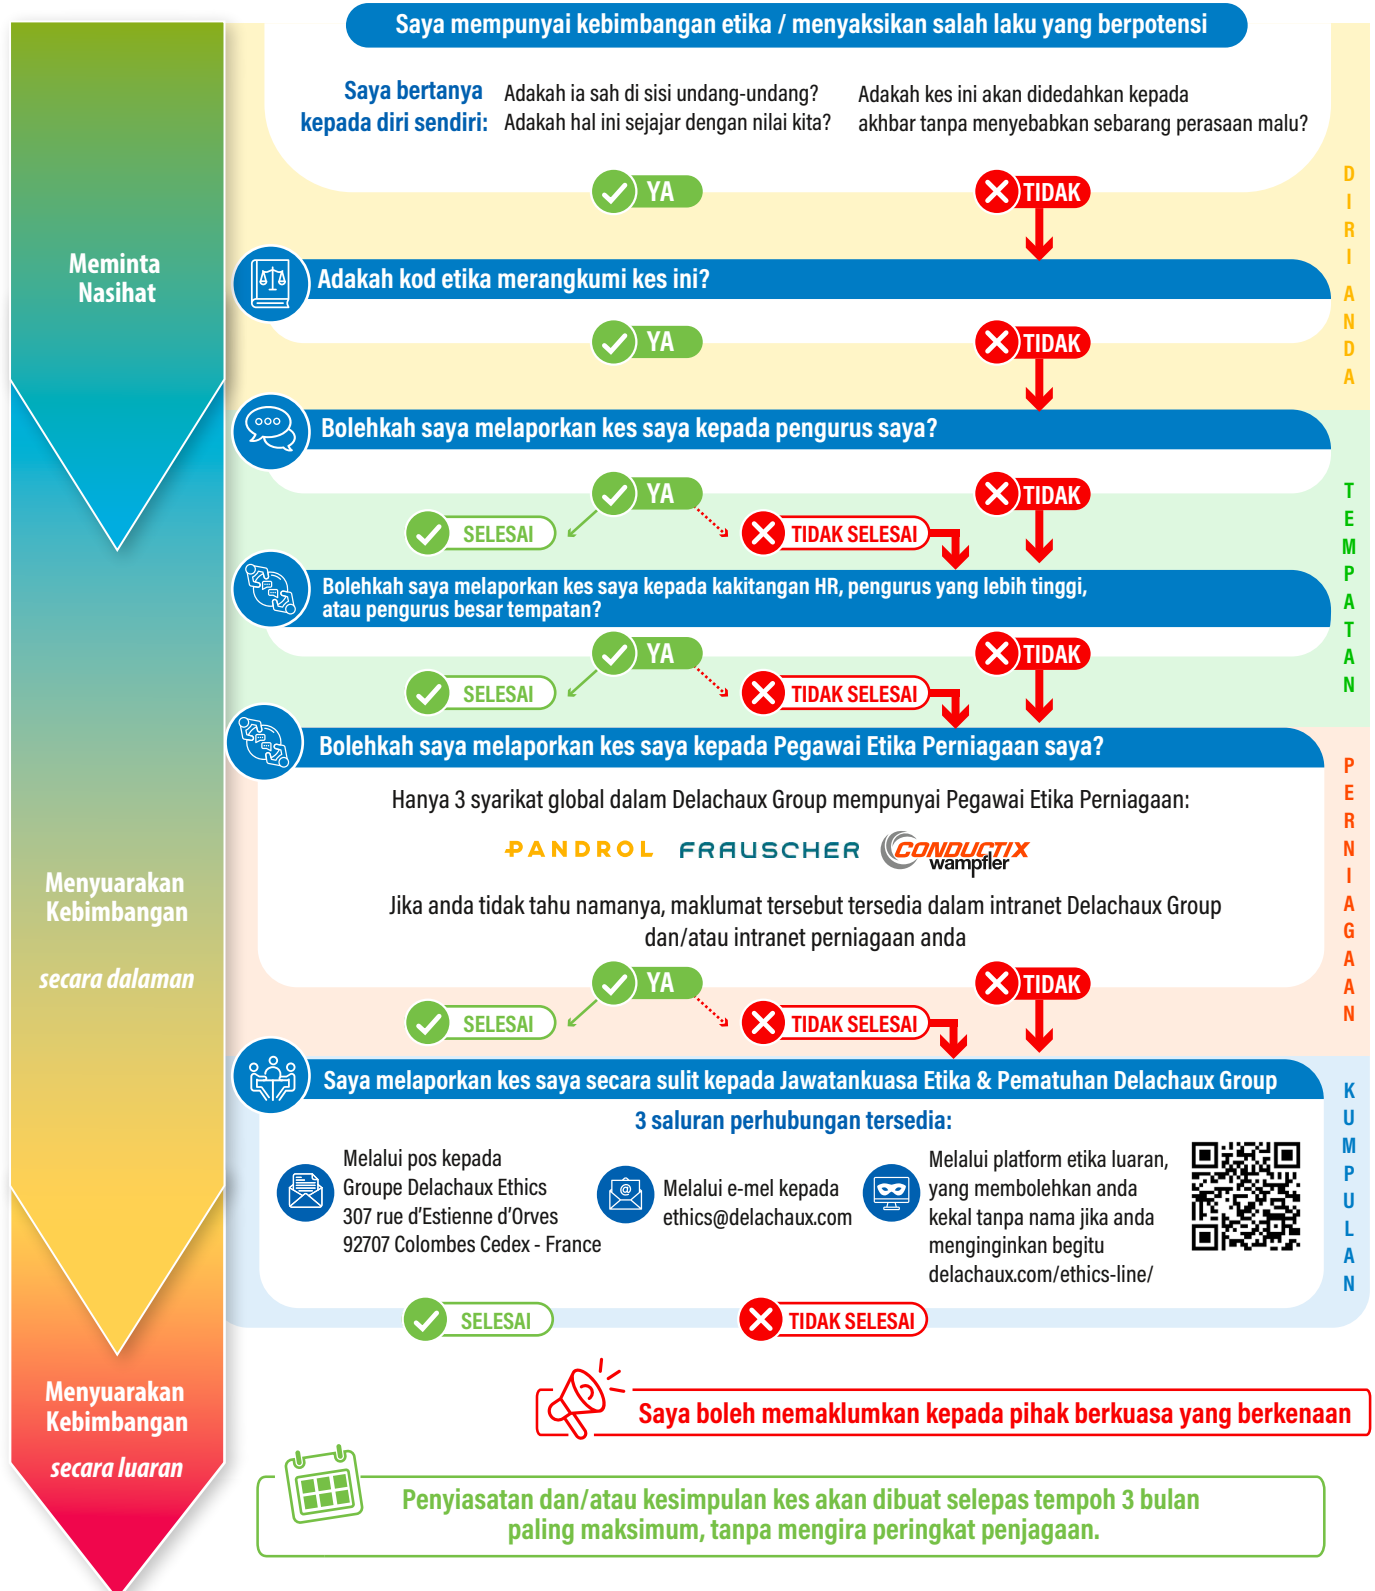 Saya mempunyai kebimbangan etika / menyaksikan salah laku yang berpotensi
Saya bertanya
kepada diri sendiri:
Adakah ia sah di sisi undang-undang?
Adakah hal ini sejajar dengan nilai kita?
Adakah kes ini akan didedahkan kepada
akhbar tanpa menyebabkan sebarang perasaan malu?
YA
TIDAK
DIRI ANDA
Meminta
Nasihat
Adakah kod etika merangkumi kes ini?
YA
TIDAK
Bolehkah saya melaporkan kes saya kepada pengurus saya?
YA
TIDAK
SELESAI
TIDAK SELESAI
TEMPATAN
Bolehkah saya melaporkan kes saya kepada kakitangan HR, pengurus yang lebih tinggi,
atau pengurus besar tempatan?
YA
TIDAK
SELESAI
TIDAK SELESAI
Bolehkah saya melaporkan kes saya kepada Pegawai Etika Perniagaan saya?
Hanya 3 syarikat global dalam Delachaux Group mempunyai Pegawai Etika Perniagaan:
PANDROL
FRAUSCHER
CONDUCTIX
wampfler
Jika anda tidak tahu namanya, maklumat tersebut tersedia dalam intranet Delachaux Group
dan/atau intranet perniagaan anda
PERNIAGAAN
Menyuarakan
Kebimbangan
secara dalaman
YA
TIDAK
SELESAI
TIDAK SELESAI
Saya melaporkan kes saya secara sulit kepada Jawatankuasa Etika & Pematuhan Delachaux Group
3 saluran perhubungan tersedia:
Melalui pos kepada
Groupe Delachaux Ethics
307 rue d'Estienne d'Orves
92707 Colombes Cedex - France
@
Melalui e-mel kepada
ethics@delachaux.com
Melalui platform etika luaran,
yang membolehkan anda
kekal tanpa nama jika anda
menginginkan begitu
delachaux.com/ethics-line/
KUMPULAN
SELESAI
TIDAK SELESAI
Menyuarakan
Kebimbangan
secara luaran
Saya boleh memaklumkan kepada pihak berkuasa yang berkenaan
Penyiasatan dan/atau kesimpulan kes akan dibuat selepas tempoh 3 bulan
paling maksimum, tanpa mengira peringkat penjagaan.